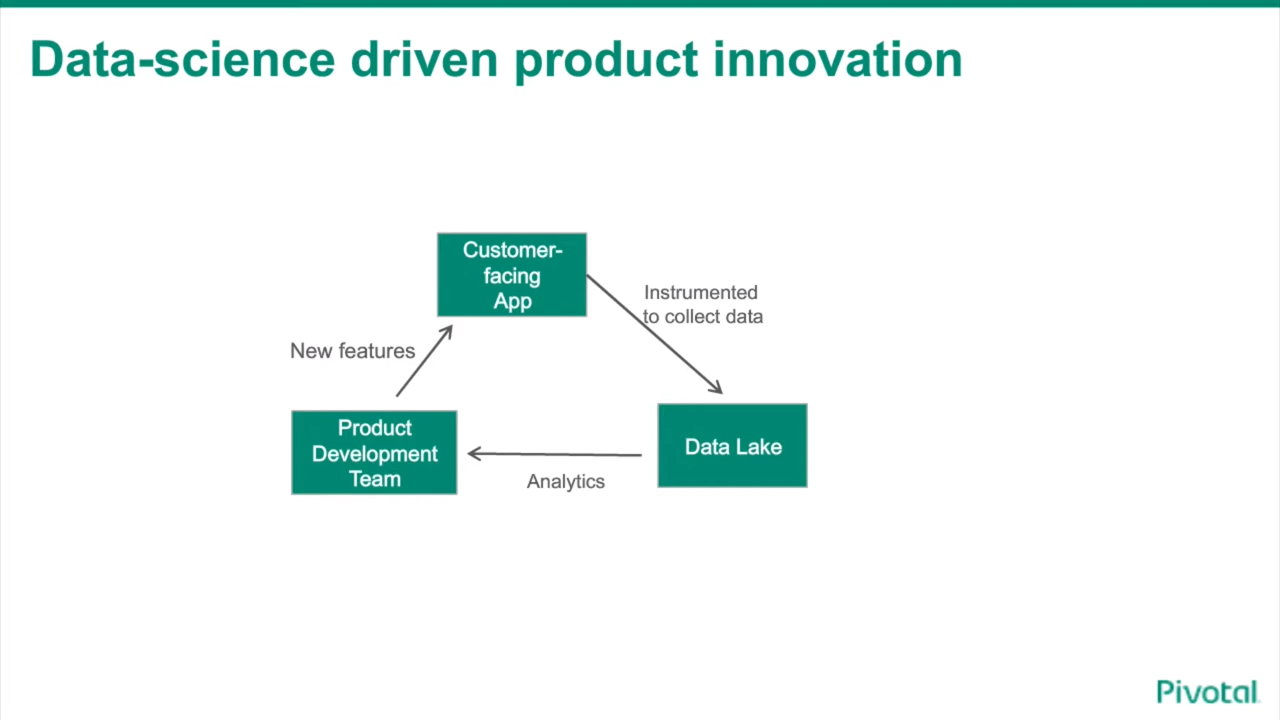 Data-science driven product innovation
Customer-
facing
App
Instrumented
to collect data
New features
Product
Development
Team
Data Lake
Analytics
Pivotal